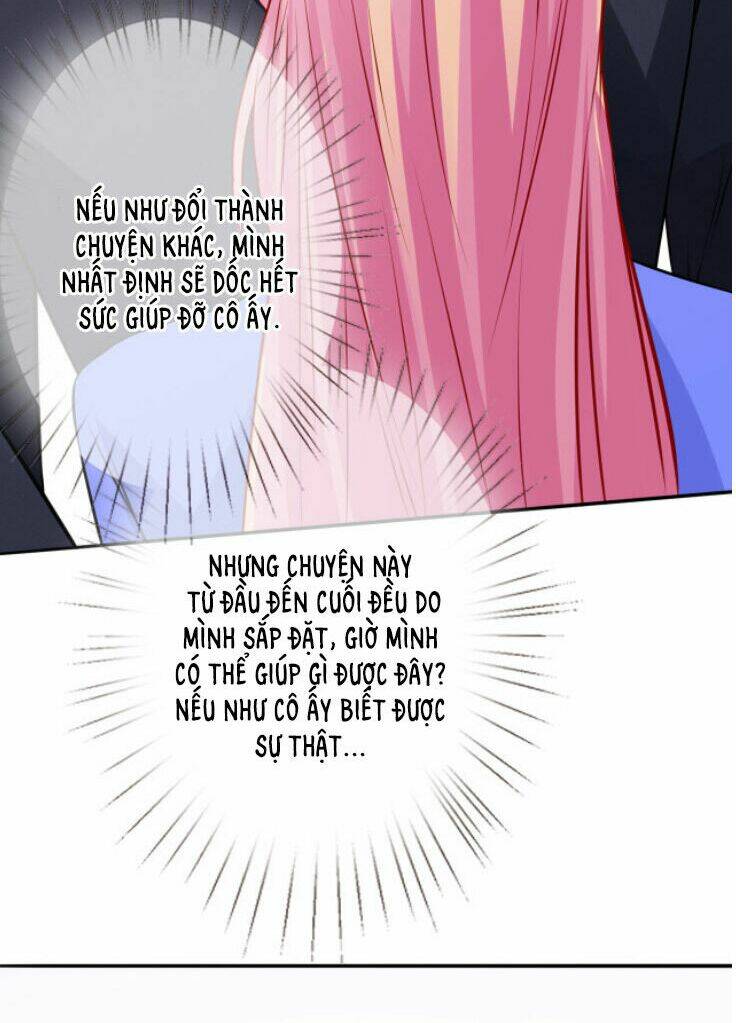 NẾU NHƯ ĐỔI THÀNH
CHUYỆN KHÁC, MÌNH
NHẤT ĐỊNH SẼ DỐC HẾT
SỨC GIÚP ĐỠ CÔ ẤY.
NHƯNG CHUYỆN NÀY
TỪ ĐẦU ĐẾN CUỐI ĐỀU DO
MÌNH SẮP ĐẶT, GIỜ MÌNH
CÓ THỂ GIÚP GÌ ĐƯỢC ĐÂY?
NẾU NHƯ CÔ ẤY BIẾT ĐƯỢC
SỰ THẬT...